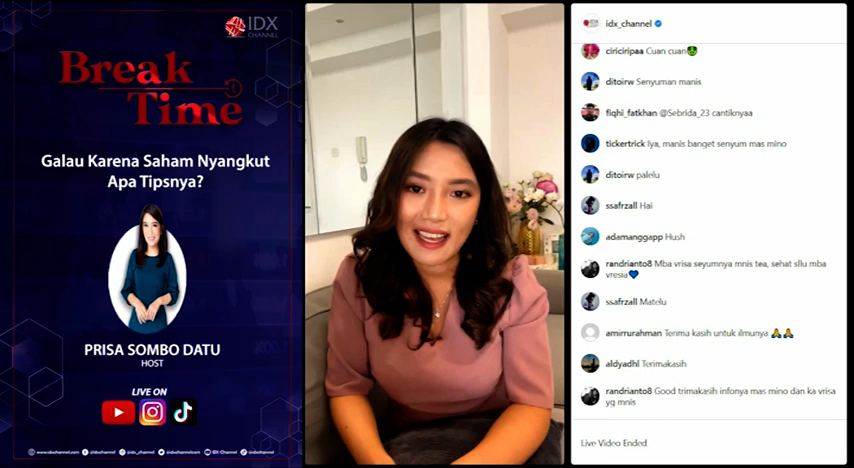 IDX
CHANNEL
Break
Time
Galau Karena Saham Nyangkut
Apa Tipsnya?
PRISA SOMBO DATU
HOST
LIVE ON
idx_channel
ciriciripaa Cuan cuan
ditoirw Senyuman manis
fiqhi_fatkhan @Sebrida_23 cantiknyaa
tickertrick Iya, manis banget senyum mas mino
ditoirw palelu
ssafrzall Hai
adamanggapp Hush
randrianto8 Mba vrisa seyumnya mnis tea, sehat sllu mba
vresia💙
ssafrzall Matelu
amirrurahman Terima kasih untuk ilmunya 🙏 🙏
aldyadhl Terimakasih
randrianto8 Good trimakasih infonya mas mino dan ka vrisa
yg mnis
Live Video Ended